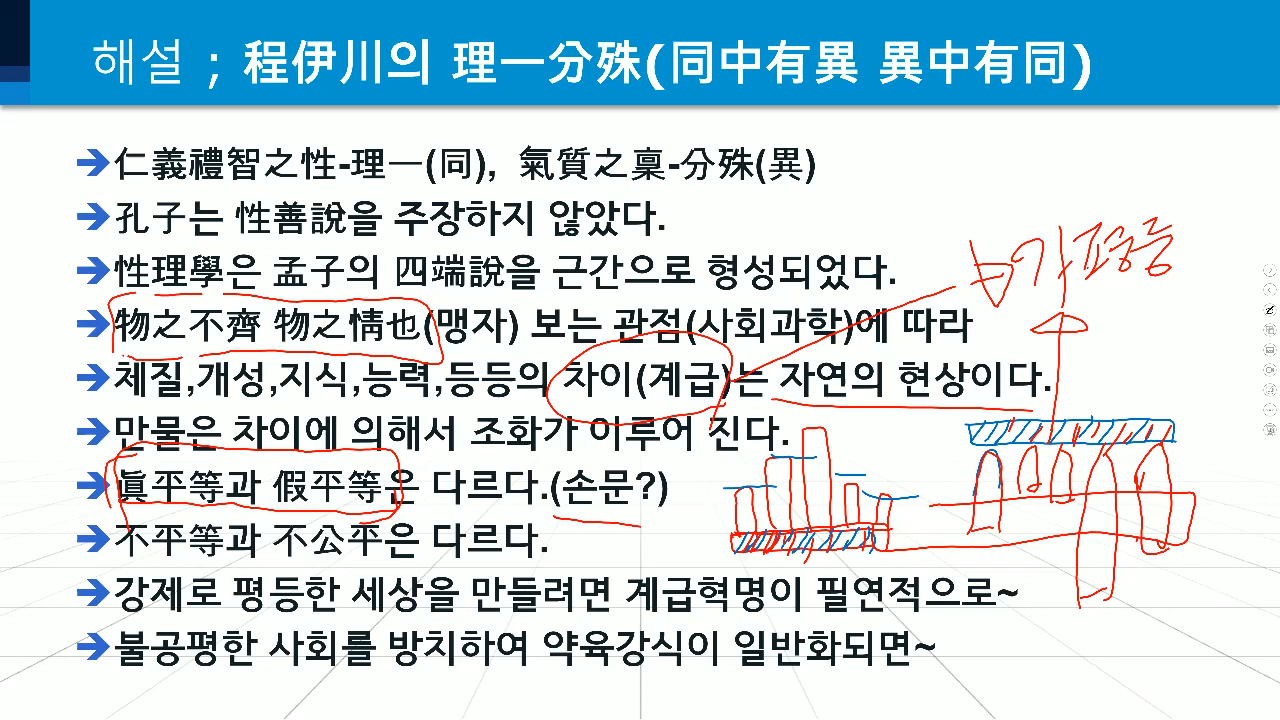 해설 ; 程伊川의 理一分殊(同中有異 異中有同)
仁義禮智之性-理一(同), 氣質之稟-分殊(異)
孔子는 性善說을 주장하지 않았다.
性理學은 孟子의 四端說을 근간으로 형성되었다.
物之不齊 物之情也(맹자) 보는 관점(사회과학)에 따라
체질,개성,지식,능력,등등의 차이(계급)는 자연의 현상이다.
만물은 차이에 의해서 조화가 이루어 진다.
眞平等과 假平等은 다르다.(손문?)
不平等과 不公平은 다르다.
강제로 평등한 세상을 만들려면 계급혁명이 필연적으로~
불공평한 사회를 방치하여 약육강식이 일반화되면~